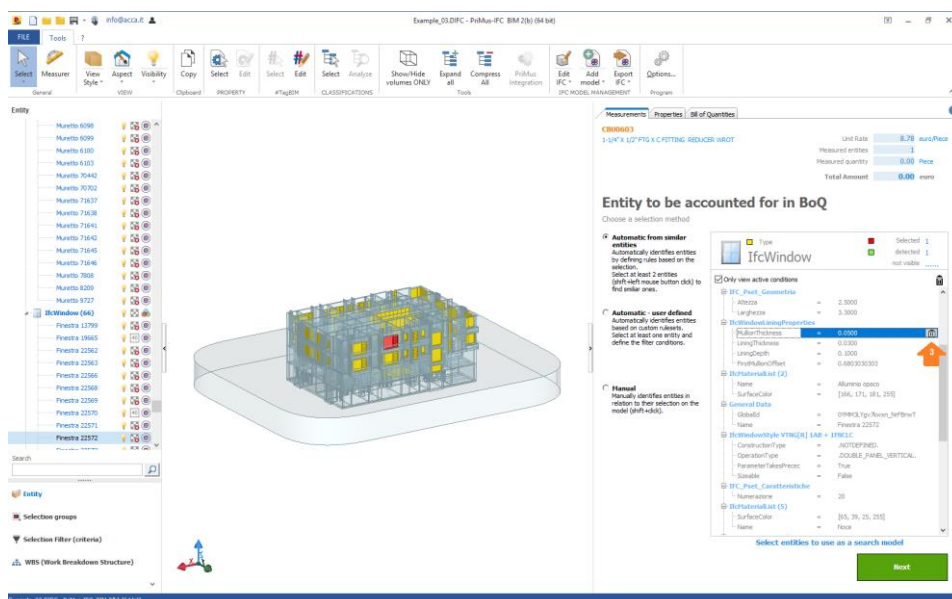 info@acca.it
Example_03.DIFC - PriMus-IFC BIM 2(b) (64 bit)
FILE Tools ?
Select Measurer View Style Aspect Visibility Copy Select Edit Select Edit Select Analyze Show/Hide volumes ONLY Expand all Compress All PriMus Integration Edit IFC Add model Export IFC Options...
General VIEW Clipboard PROPERTY #TagBIM CLASSIFICATIONS Tools IFC MODEL MANAGEMENT Program
Entity
Muretto 6098
Muretto 6099
Muretto 6100
Muretto 6103
Muretto 70442
Muretto 70702
Muretto 71637
Muretto 71638
Muretto 71641
Muretto 71642
Muretto 71645
Muretto 71646
Muretto 7808
Muretto 8209
Muretto 9727
IfcWindow (66)
Finestra 13799
Finestra 19665
Finestra 22562
Finestra 22563
Finestra 22566
Finestra 22568
Finestra 22569
Finestra 22570
Finestra 22571
Finestra 22572
Search
Entity
Selection groups
Selection Filter (criteria)
WBS (Work Breakdown Structure)
Measurements Properties Bill of Quantities
CBU0603
1-1/4"X 1/2"FTG X C FITTING REDUCER WROT
Unit Rate 8.78 euro/Piece
Measured entities 1
Measured quantity 0.00 Piece
Total Amount 0.00 euro
Entity to be accounted for in BoQ
Choose a selection method
Automatic from similar
entities
Automatically identifies entities
by defining rules based on the
selection.
Select at least 2 entities
(shift+left mouse button click) to
find similar ones.
Automatic - user defined
Automatically identifies entities
based on custom rulesets.
Select at least one entity and
define the filter conditions.
Manual
Manually identifies entities in
relation to their selection on the
model (shift+click).
Type
IfcWindow
Selected 1
detected 1
not visible ......
Only view active conditions
IFC_Pset_Geometria
Altezza = 2.3000
Larghezza = 3.3000
IfcWindowLiningProperties
MullionThickness = 0.0900
3
LiningThickness = 0.0300
LiningDepth = 0.1000
FirstMullionOffset = 0.6803030303
IfcMaterialList (2)
Name = Alluminio opaco
SurfaceColor = [166, 171, 181, 255]
General Data
GlobalId =
Name = Finestra 22572
ConstructionType = .NOTDEFINED.
OperationType = .DOUBLE_PANEL_VERTICAL.
ParameterTakesPrecec = True
Sizeable = False
IFC_Pset_Caratteristiche
Numerazione = 20
IfcMaterialList (5)
SurfaceColor = [65, 39, 25, 255]
Name = Noce
Select entities to use as a search model
Next